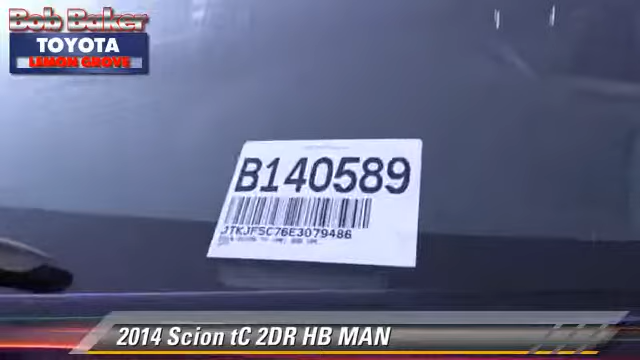 Bob Baker
TOYOTA
LEMON GROVE
B140589
JTKJF5C76E3079486
2014 Scion tC 2DR HB MAN